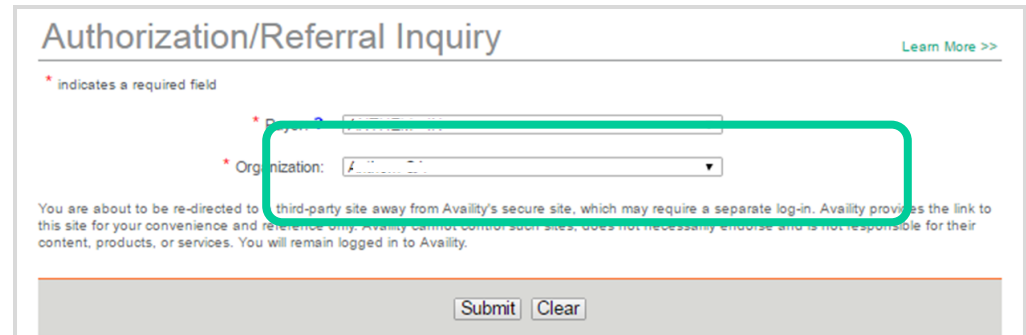 Authorization/Referral Inquiry
Learn More >>
* indicates a required field
* ?
* Organization:
You are about to be re-directed to third-party site away from Availity's secure site, which may require a separate log-in. Availity provides the link to
this site for your convenience and reference only. Availity cannot control such sites, does not necessarily endorse and is not responsible for their
content, products, or services. You will remain logged in to Availity.
Submit Clear